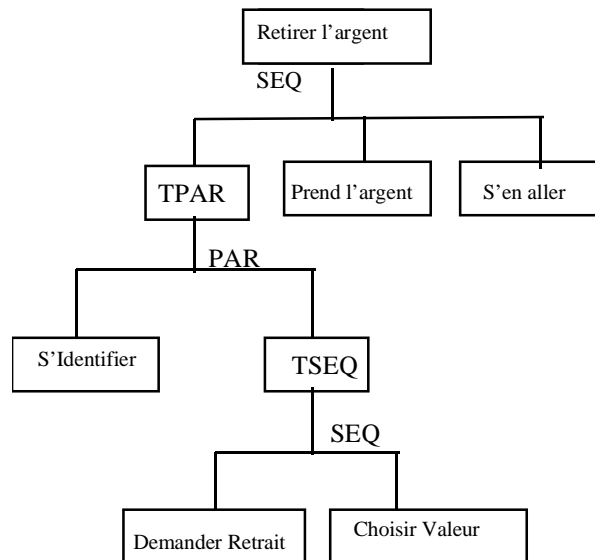 Retirer l’argent
SEQ
TPAR
Prend l’argent
S’en aller
PAR
S’Identifier
TSEQ
SEQ
Demander Retrait
Choisir Valeur